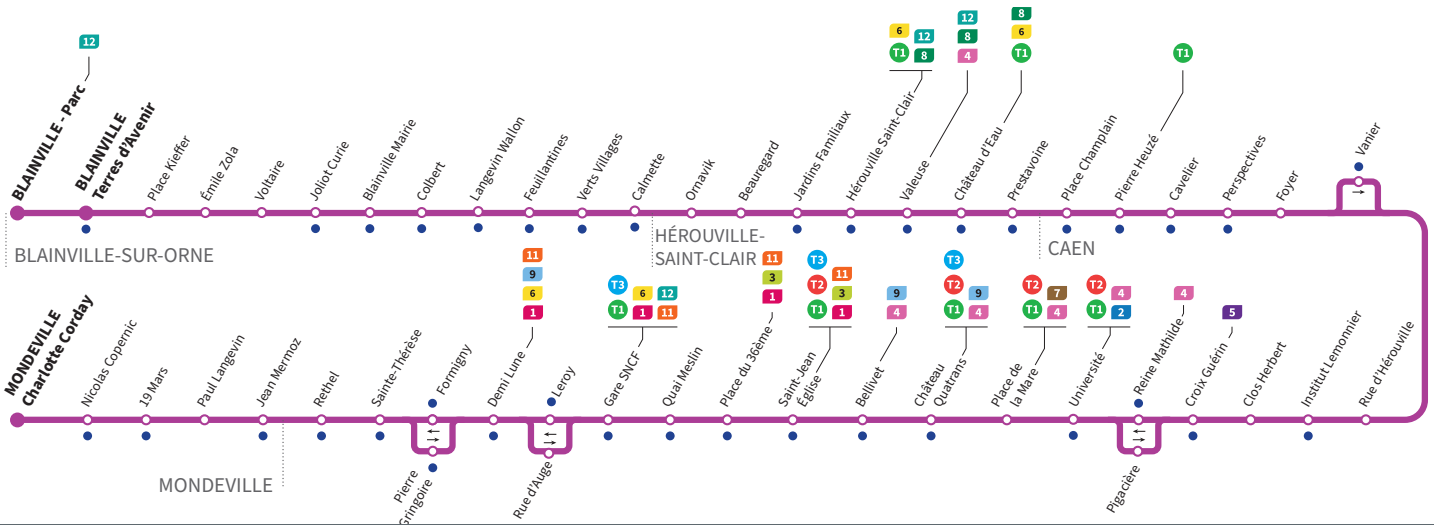 12
BLAINVILLE - Parc
BLAINVILLE
Terres d'Avenir
Place Kieffer
Émile Zola
Voltaire
Joliot Curie
Blainville Mairie
Colbert
Langevin Wallon
Feuillantines
Verts Villages
Calmette
Ornavik
Beauregard
Jardins Familiaux
6
T1
12
8
Hérouville Saint-Clair
12
8
4
Valeuse
8
6
T1
Château d'Eau
Prestavoine
Place Champlain
T1
Pierre Heuzé
Cavelier
Perspectives
Foyer
Vanier
BLAINVILLE-SUR-ORNE
HÉROUVILLE-
SAINT-CLAIR
CAEN
MONDEVILLE
Charlotte Corday
Nicolas Copernic
19 Mars
Paul Langevin
Jean Mermoz
Rethel
Sante-Thérèse
Formigny
Pierre
Gringoire
11
9
6
1
Demi Lune
Leroy
Rue d'Auge
T3
6
12
T1
1
11
Gare SNCF
Quai Meslin
11
3
1
Place du 36ème
T3
T2
11
3
T1
1
Saint-Jean
Église
9
4
Bellivet
T3
T2
9
T1
4
Château
Quatrans
T2
7
T1
4
Place de
la Mare
T2
4
T1
2
Université
4
Reine Mathilde
Pigacière
5
Croix Guérin
Clos Herbert
Institut Lemonnier
Rue d'Hérouville
MONDEVILLE